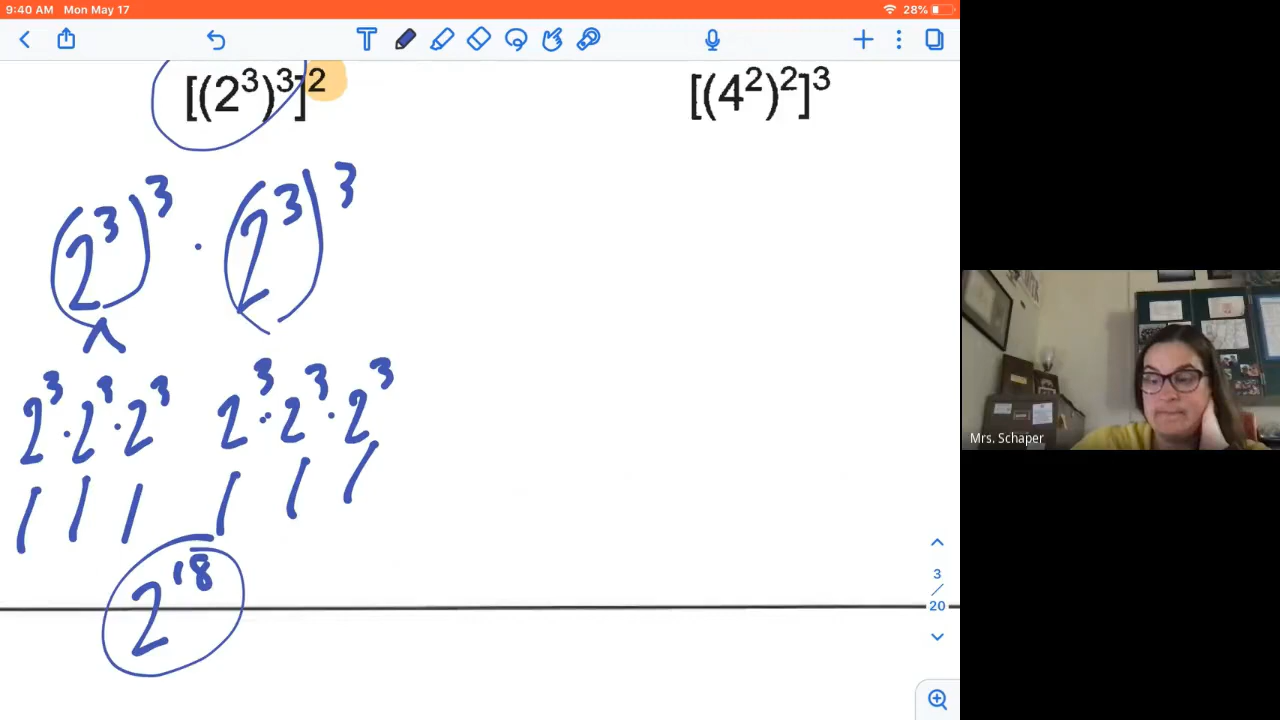 9:40 AM Mon May 17
28%
[(2³)³]² [(4²)²]³
(2³)³ · (2³)³
2³ · 2³ · 2³ 2³ · 2³ · 2³
2¹⁸
Mrs. Schaper
3
/
20